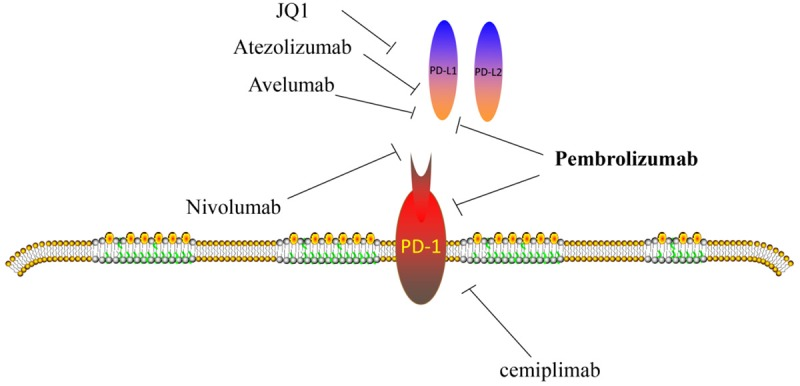 JQ1
Atezolizumab
Avelumab
PD-L1
PD-L2
Pembrolizumab
Nivolumab
PD-1
cemiplimab